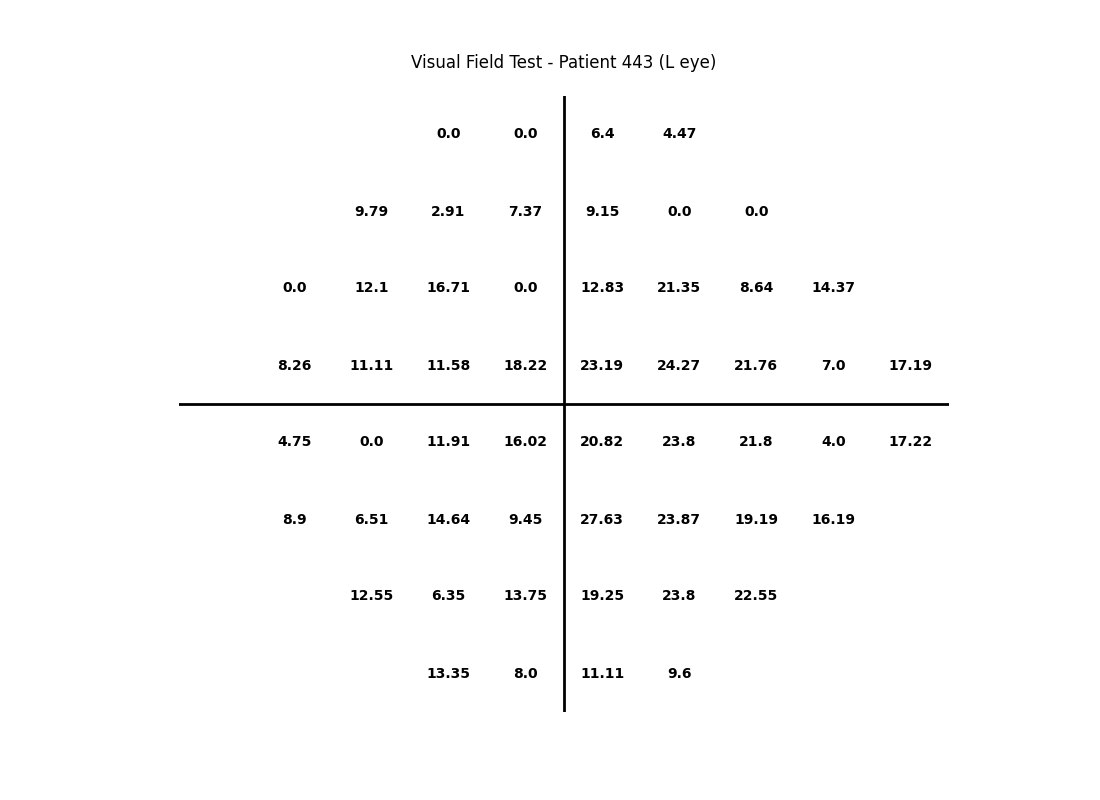 Visual Field Test - Patient 443 (L eye)
0.0 0.0 6.4 4.47
9.79 2.91 7.37 9.15 0.0 0.0
0.0 12.1 16.71 0.0 12.83 21.35 8.64 14.37
8.26 11.11 11.58 18.22 23.19 24.27 21.76 7.0 17.19
4.75 0.0 11.91 16.02 20.82 23.8 21.8 4.0 17.22
8.9 6.51 14.64 9.45 27.63 23.87 19.19 16.19
12.55 6.35 13.75 19.25 23.8 22.55
13.35 8.0 11.11 9.6